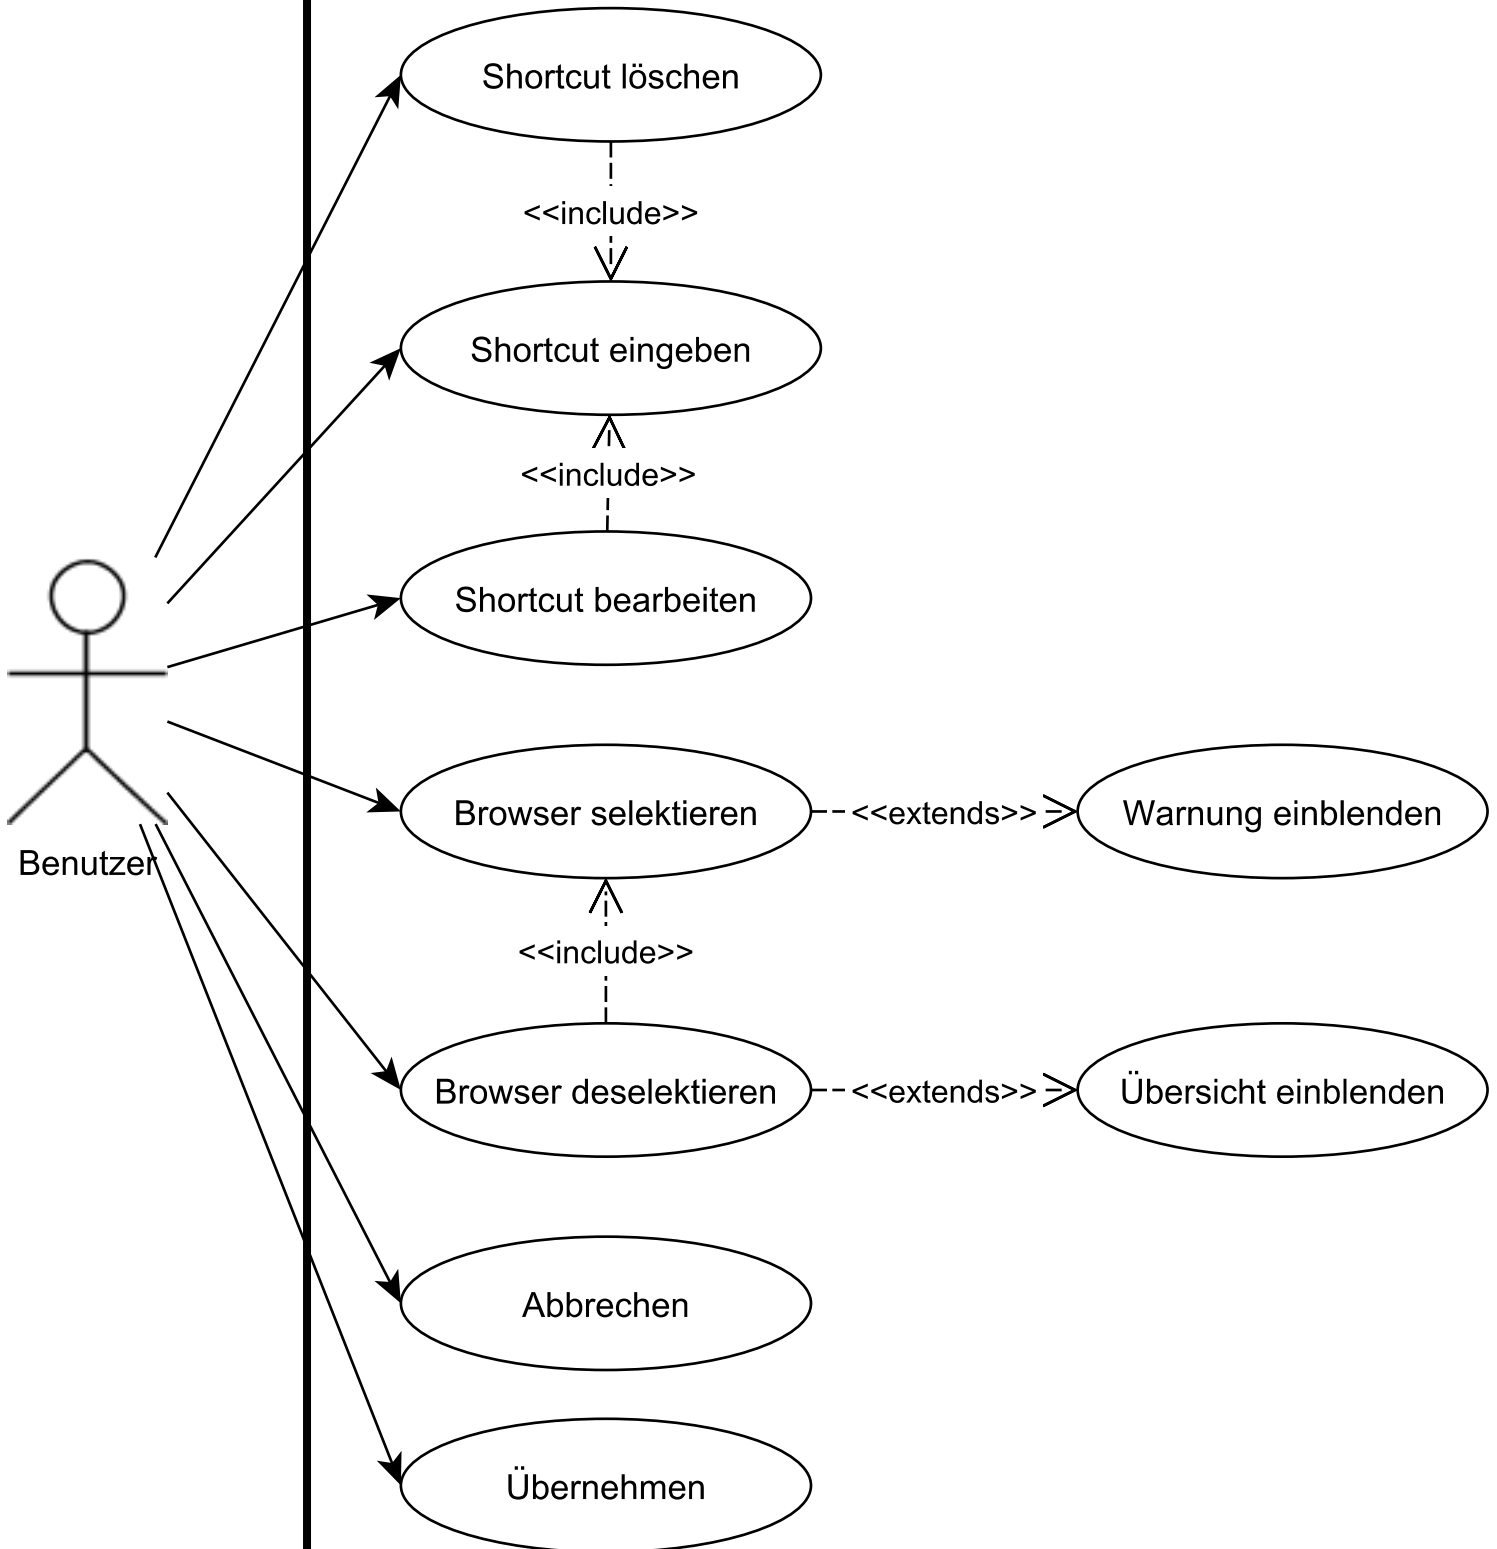 Shortcut löschen
<<include>>
Shortcut eingeben
<<include>>
Shortcut bearbeiten
Browser selektieren
<<extends>>
Warnung einblenden
Benutzer
<<include>>
Browser deselektieren
<<extends>>
Übersicht einblenden
Abbrechen
Übernehmen